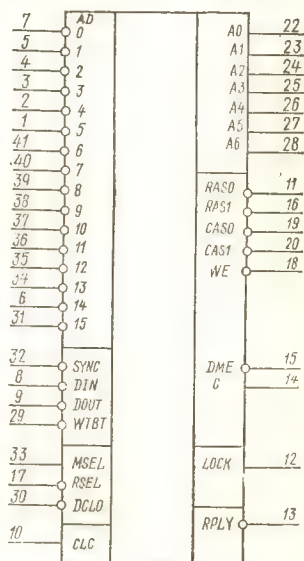 AD
7 0
5 1
4 2
3 3
2 4
1 5
41 6
40 7
39 8
38 9
37 10
36 11
35 12
34 13
6 14
31 15
32 SYNC
8 DIN
9 DOUT
29 WTBT
33 MSEL
17 RSEL
30 DCLO
10 CLC
A0 22
A1 23
A2 24
A3 25
A4 26
A5 27
A6 28
RAS0 11
RAS1 16
CAS0 19
CAS1 20
WE 18
DME 15
C 14
LOCK 12
RPLY 13